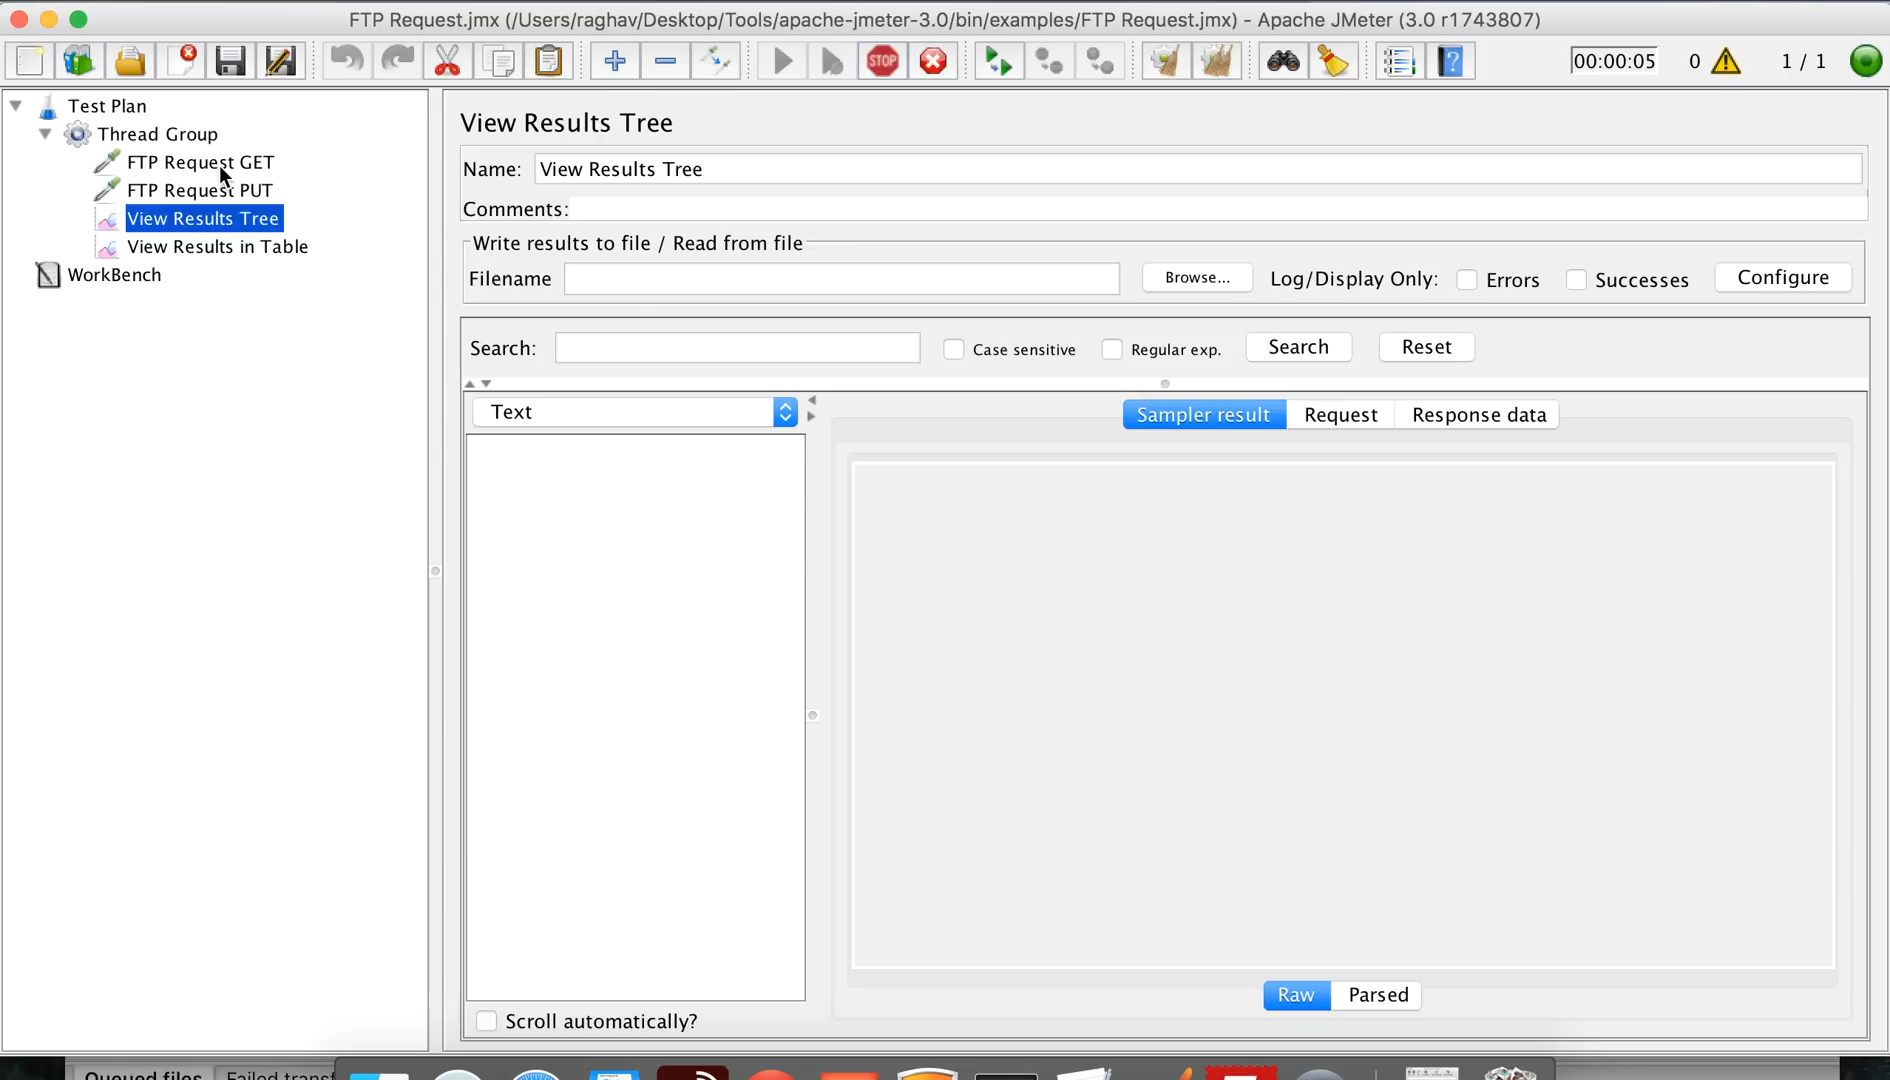 FTP Request.jmx (/Users/raghav/Desktop/Tools/apache-jmeter-3.0/bin/examples/FTP Request.jmx) - Apache JMeter (3.0 r1743807)
STOP
?
00:00:05 0 1 / 1
Test Plan
Thread Group
FTP Request GET
FTP Request PUT
View Results Tree
View Results in Table
WorkBench
View Results Tree
Name: View Results Tree
Comments:
Write results to file / Read from file
Filename Browse... Log/Display Only: Errors Successes Configure
Search: Case sensitive Regular exp. Search Reset
Text
Sampler result Request Response data
Raw Parsed
Scroll automatically?
Queued files